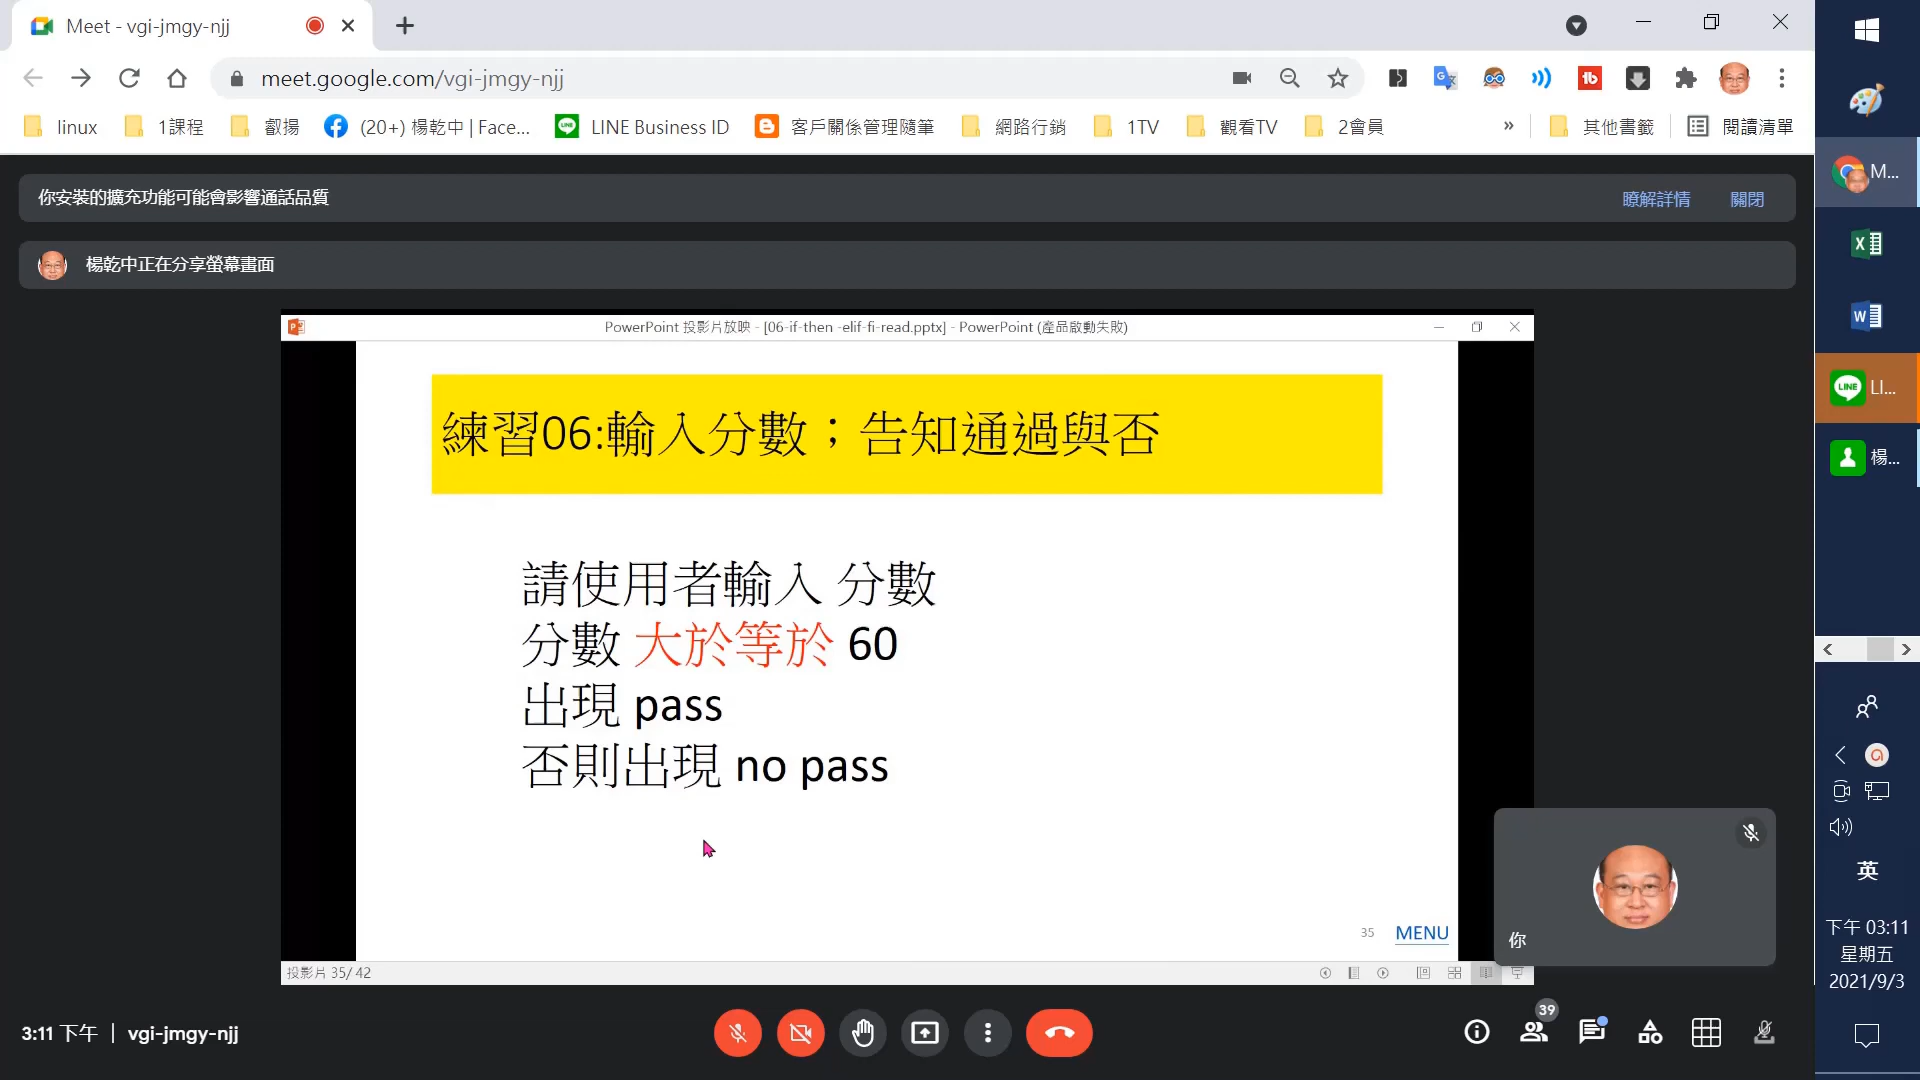 Meet - vgi-jmgy-njj
meet.google.com/vgi-jmgy-njj
linux
1課程
叡揚
(20+) 楊乾中 | Face...
LINE Business ID
客戶關係管理隨筆
網路行銷
1TV
觀看TV
2會員
»
其他書籤
閱讀清單
你安裝的擴充功能可能會影響通話品質
瞭解詳情
關閉
楊乾中正在分享螢幕畫面
PowerPoint 投影片放映 - [06-if-then -elif-fi-read.pptx] - PowerPoint (產品啟動失敗)
練習06:輸入分數；告知通過與否
請使用者輸入 分數
分數 大於等於 60
出現 pass
否則出現 no pass
35
MENU
投影片 35/ 42
你
3:11 下午 | vgi-jmgy-njj
39
M...
LI...
楊...
英
下午 03:11
星期五
2021/9/3